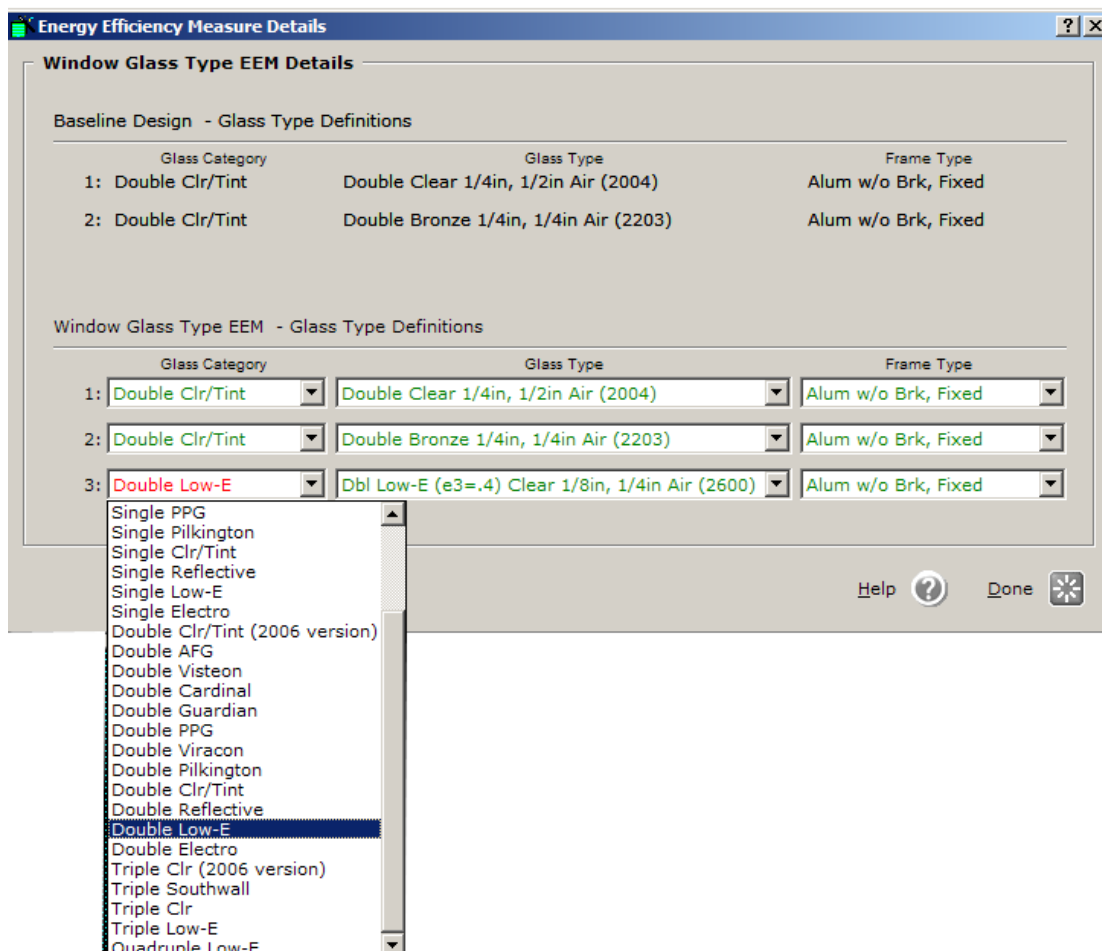 Energy Efficiency Measure Details
Window Glass Type EEM Details
Baseline Design - Glass Type Definitions
Glass Category Glass Type Frame Type
1: Double Clr/Tint Double Clear 1/4in, 1/2in Air (2004) Alum w/o Brk, Fixed
2: Double Clr/Tint Double Bronze 1/4in, 1/4in Air (2203) Alum w/o Brk, Fixed
Window Glass Type EEM - Glass Type Definitions
Glass Category Glass Type Frame Type
1: Double Clr/Tint Double Clear 1/4in, 1/2in Air (2004) Alum w/o Brk, Fixed
2: Double Clr/Tint Double Bronze 1/4in, 1/4in Air (2203) Alum w/o Brk, Fixed
3: Double Low-E Dbl Low-E (e3=.4) Clear 1/8in, 1/4in Air (2600) Alum w/o Brk, Fixed
Single PPG
Single Pilkington
Single Clr/Tint
Single Reflective
Single Low-E
Single Electro
Double Clr/Tint (2006 version)
Double AFG
Double Visteon
Double Cardinal
Double Guardian
Double PPG
Double Viracon
Double Pilkington
Double Clr/Tint
Double Reflective
Double Low-E
Double Electro
Triple Clr (2006 version)
Triple Southwall
Triple Clr
Triple Low-E
Quadruple Low-E
Help ? Done